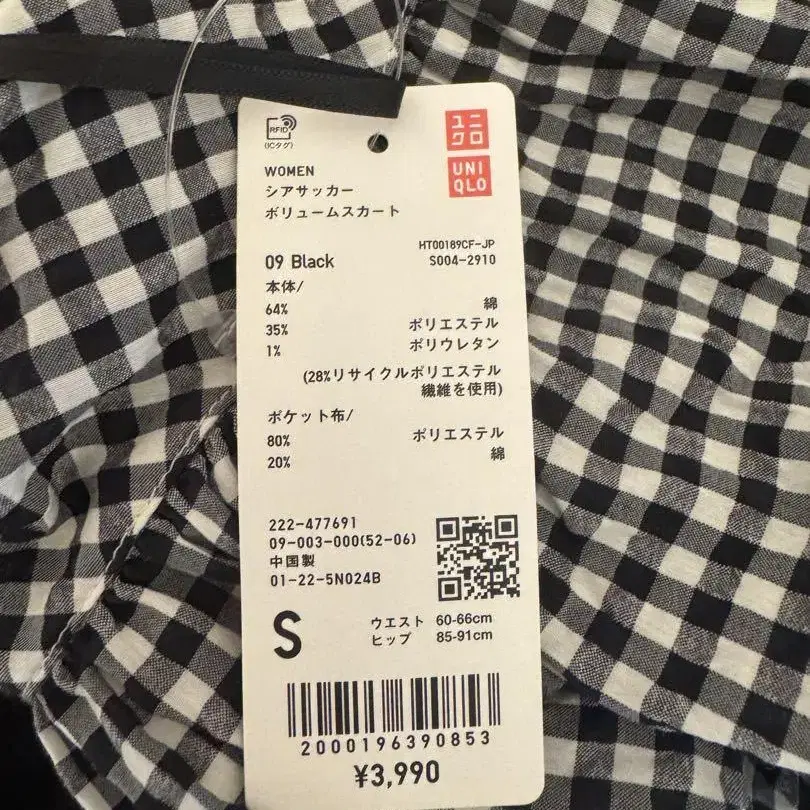 RFID
(ICタグ)
ユニ
クロ
UNI
QLO
WOMEN
シアサッカー
ボリュームスカート
HT00189CF-JP
09 Black S004-2910
本体/
64% 綿
35% ポリエステル
1% ポリウレタン
(28%リサイクルポリエステル
繊維を使用)
ポケット布/
80% ポリエステル
20% 綿
222-477691
09-003-000(52-06)
中国製
01-22-5N024B
S ウエスト 60-66cm
ヒップ 85-91cm
2000196390853
¥3,990